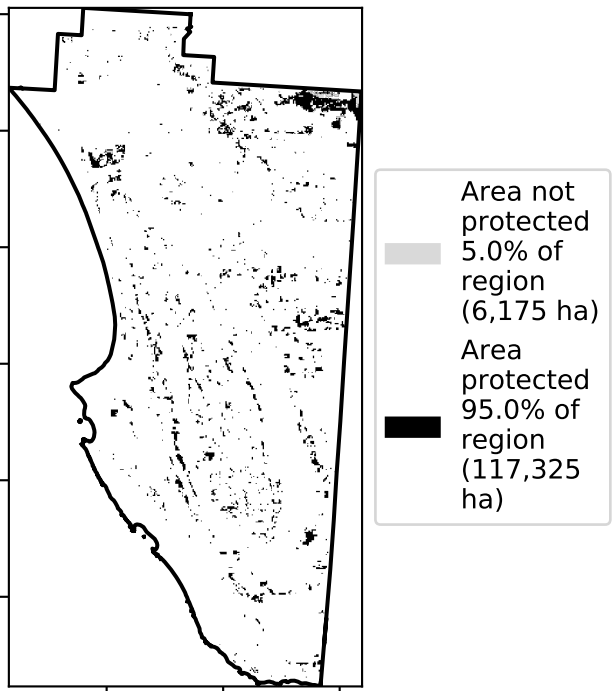 Area not
protected
5.0% of
region
(6,175 ha)
Area
protected
95.0% of
region
(117,325
ha)